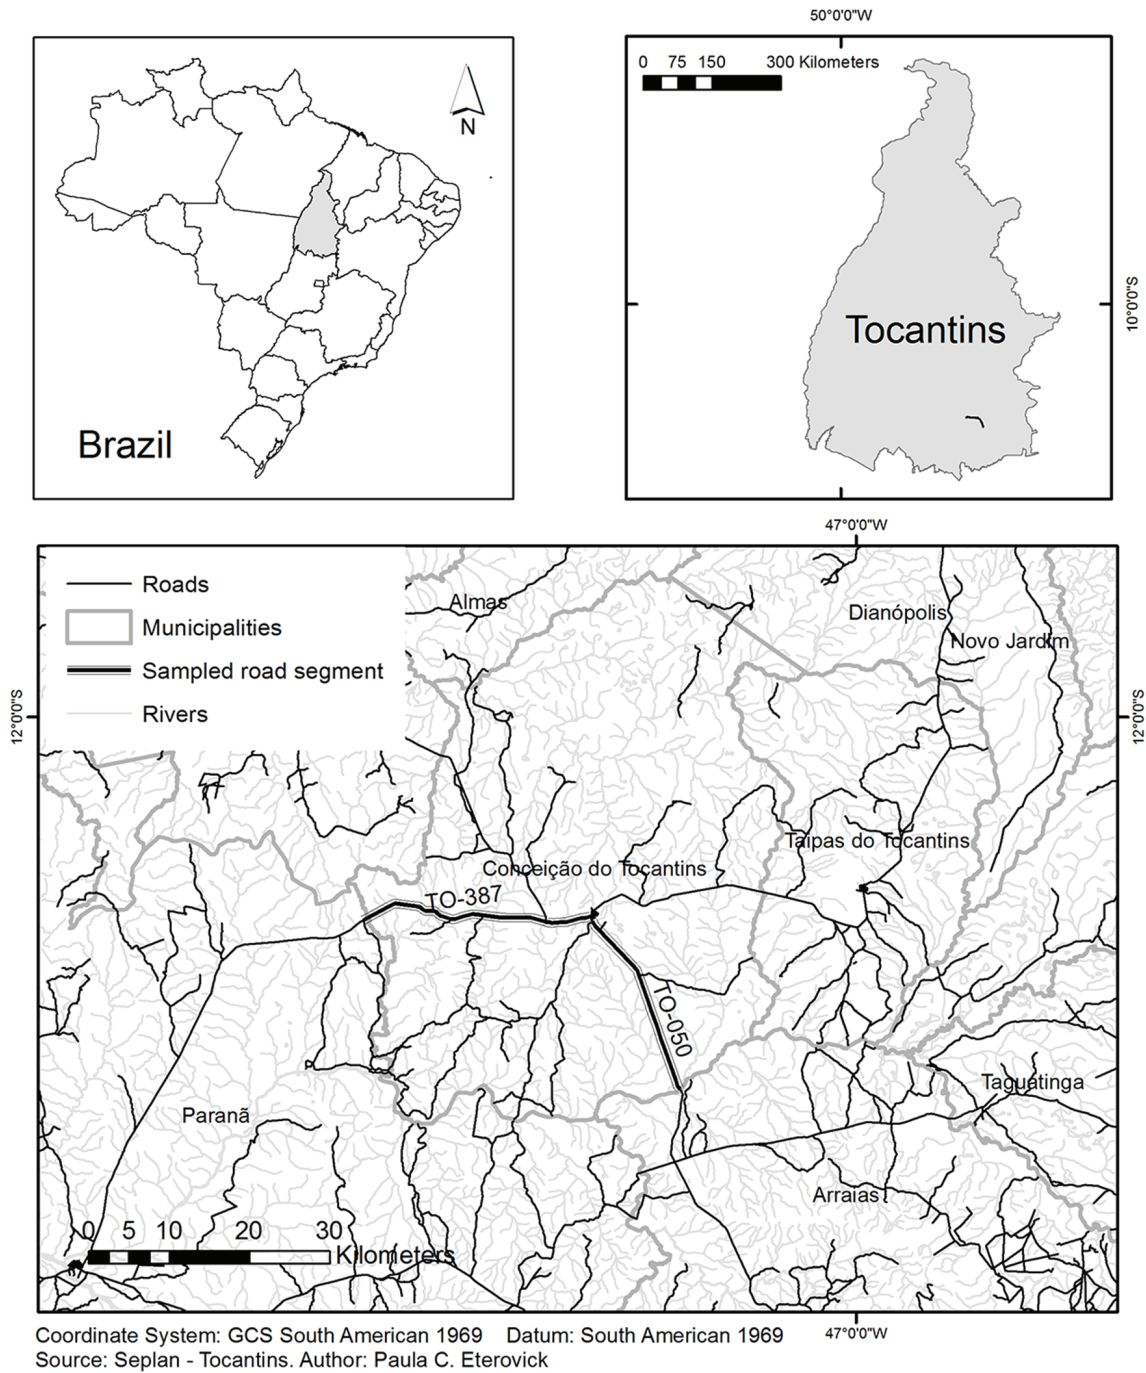 50°0'0"W
N
Brazil
0 75 150 300 Kilometers
Tocantins
10°0'0"S
47°0'0"W
Roads
Municipalities
Sampled road segment
Rivers
Almas
Dianópolis
Novo Jardim
12°0'0"S
12°0'0"S
Taipas do Tocantins
Conceição do Tocantins
TO-387
TO-050
Taguatinga
Paranã
Arraias
0 5 10 20 30
Kilometers
47°0'0"W
Coordinate System: GCS South American 1969 Datum: South American 1969
Source: Seplan - Tocantins. Author: Paula C. Eterovick